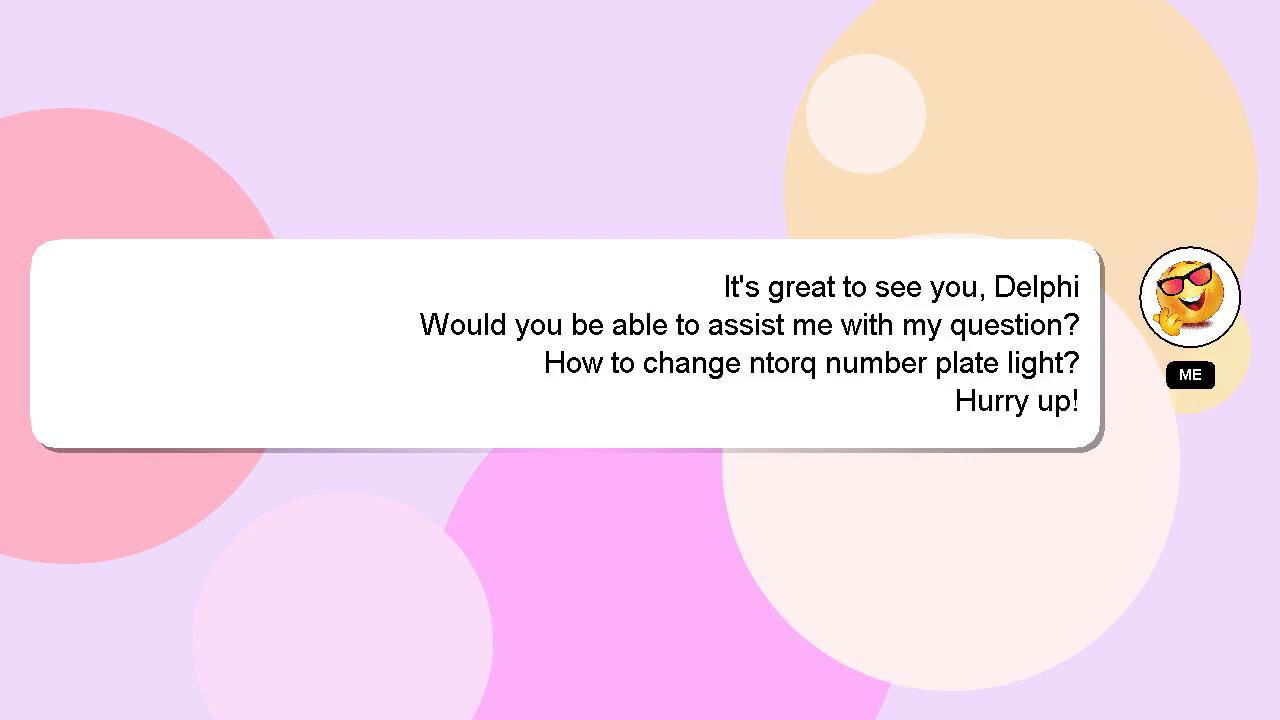 It's great to see you, Delphi
Would you be able to assist me with my question?
How to change ntorq number plate light?
Hurry up!
ME